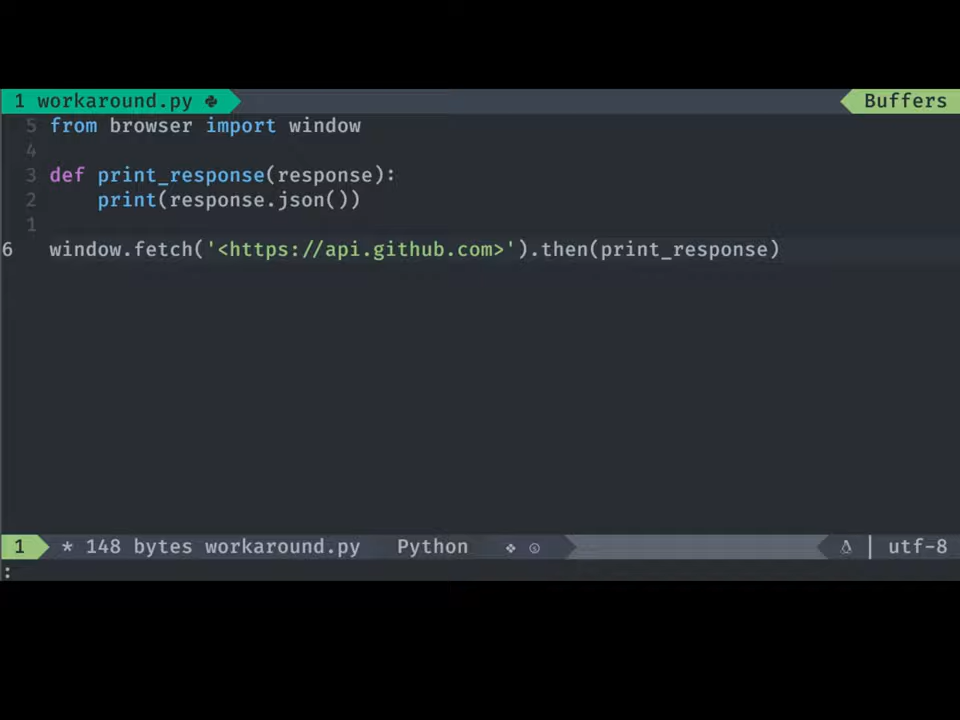 1 workaround.py
Buffers
5 from browser import window
4
3 def print_response(response):
2     print(response.json())
1
6 window.fetch('<https://api.github.com>').then(print_response)
1 * 148 bytes workaround.py Python utf-8
: